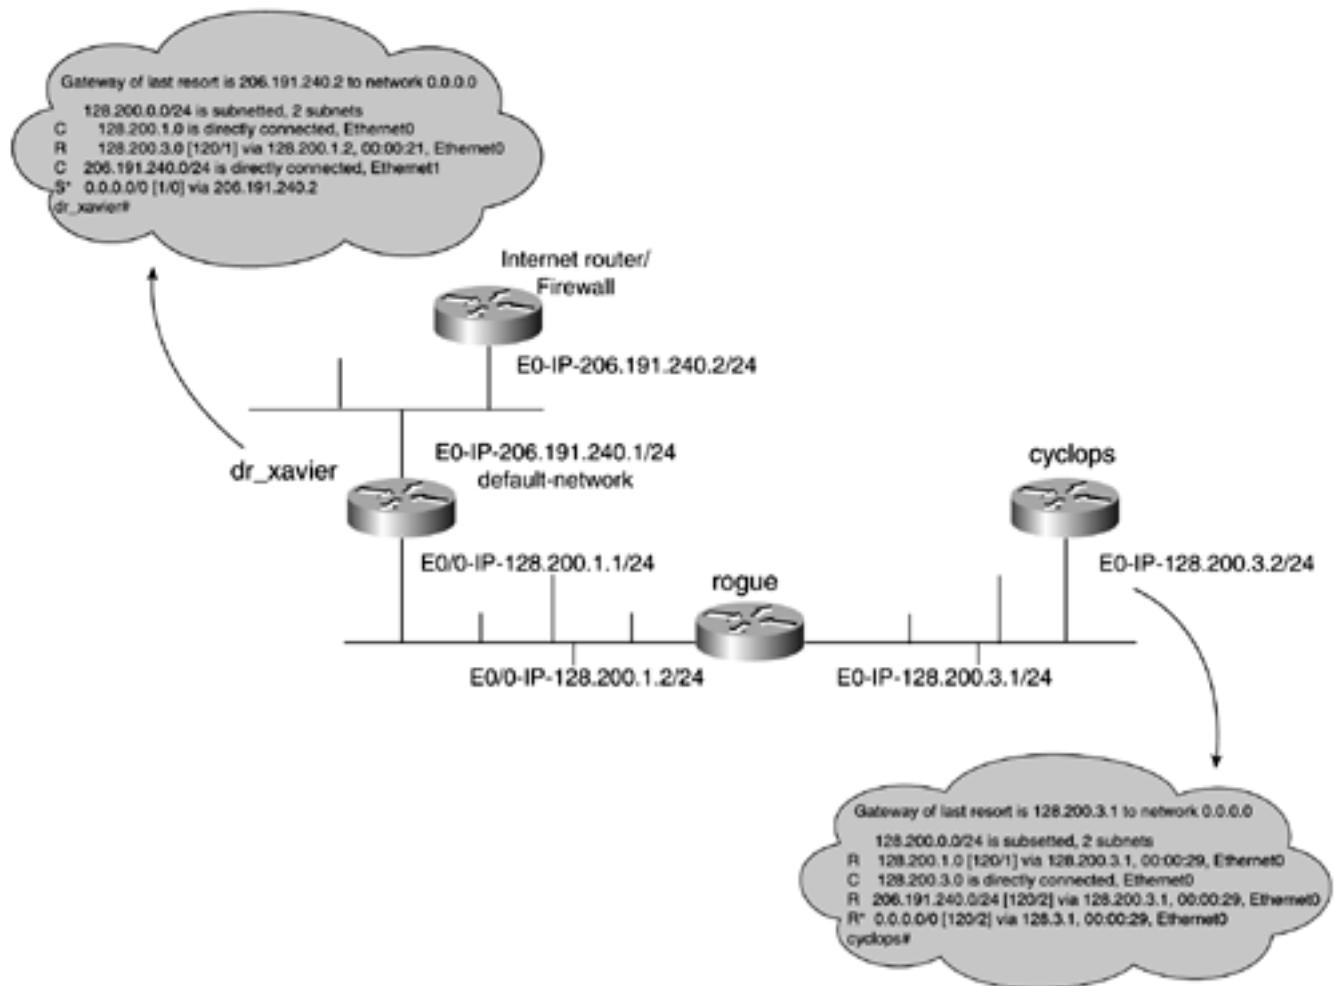 Gateway of last resort is 206.191.240.2 to network 0.0.0.0
128.200.0.0/24 is subnetted, 2 subnets
C 128.200.1.0 is directly connected, Ethernet0
R 128.200.3.0 [120/1] via 128.200.1.2, 00:00:21, Ethernet0
C 206.191.240.0/24 is directly connected, Ethernet1
S* 0.0.0.0/0 [1/0] via 206.191.240.2
dr_xavier#
Internet router/
Firewall
E0-IP-206.191.240.2/24
E0-IP-206.191.240.1/24
default-network
dr_xavier
cyclops
E0/0-IP-128.200.1.1/24
rogue
E0-IP-128.200.3.2/24
E0/0-IP-128.200.1.2/24
E0-IP-128.200.3.1/24
Gateway of last resort is 128.200.3.1 to network 0.0.0.0
128.200.0.0/24 is subsetted, 2 subnets
R 128.200.1.0 [120/1] via 128.200.3.1, 00:00:29, Ethernet0
C 128.200.3.0 is directly connected, Ethernet0
R 206.191.240.0/24 [120/2] via 128.200.3.1, 00:00:29, Ethernet0
R* 0.0.0.0/0 [120/2] via 128.3.1, 00:00:29, Ethernet0
cyclops#